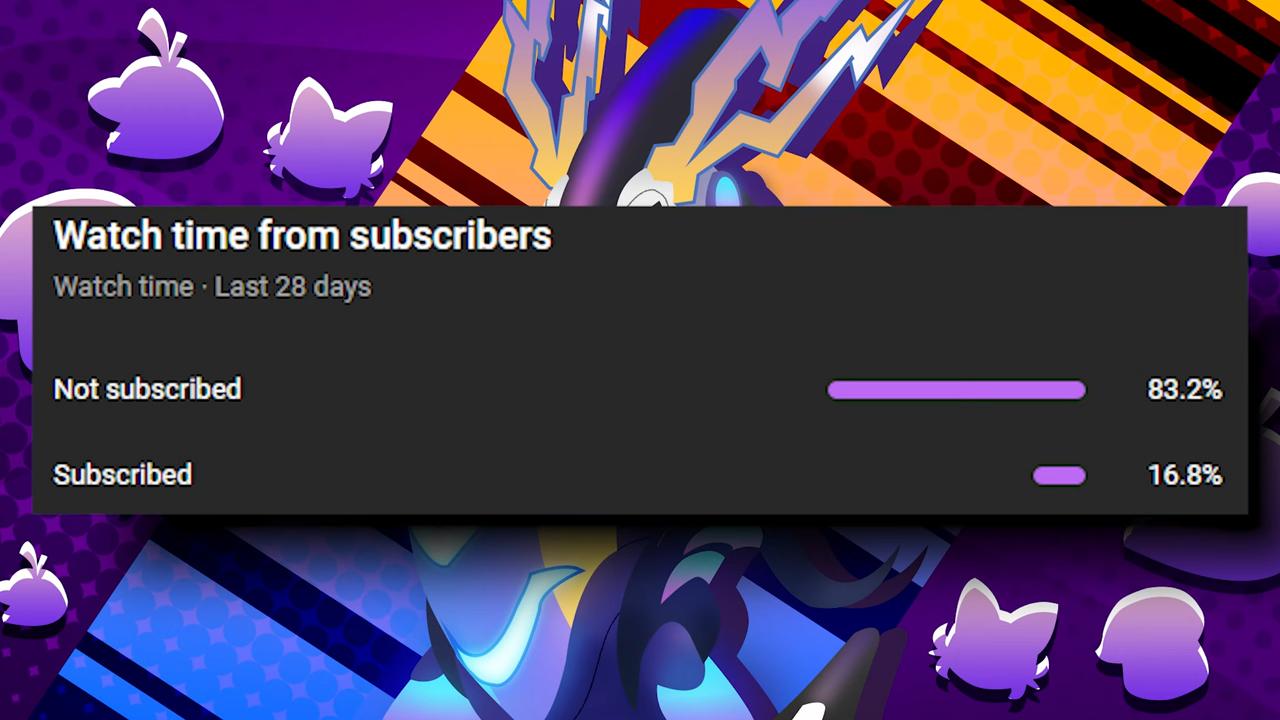 Watch time from subscribers
Watch time · Last 28 days
Not subscribed 83.2%
Subscribed 16.8%